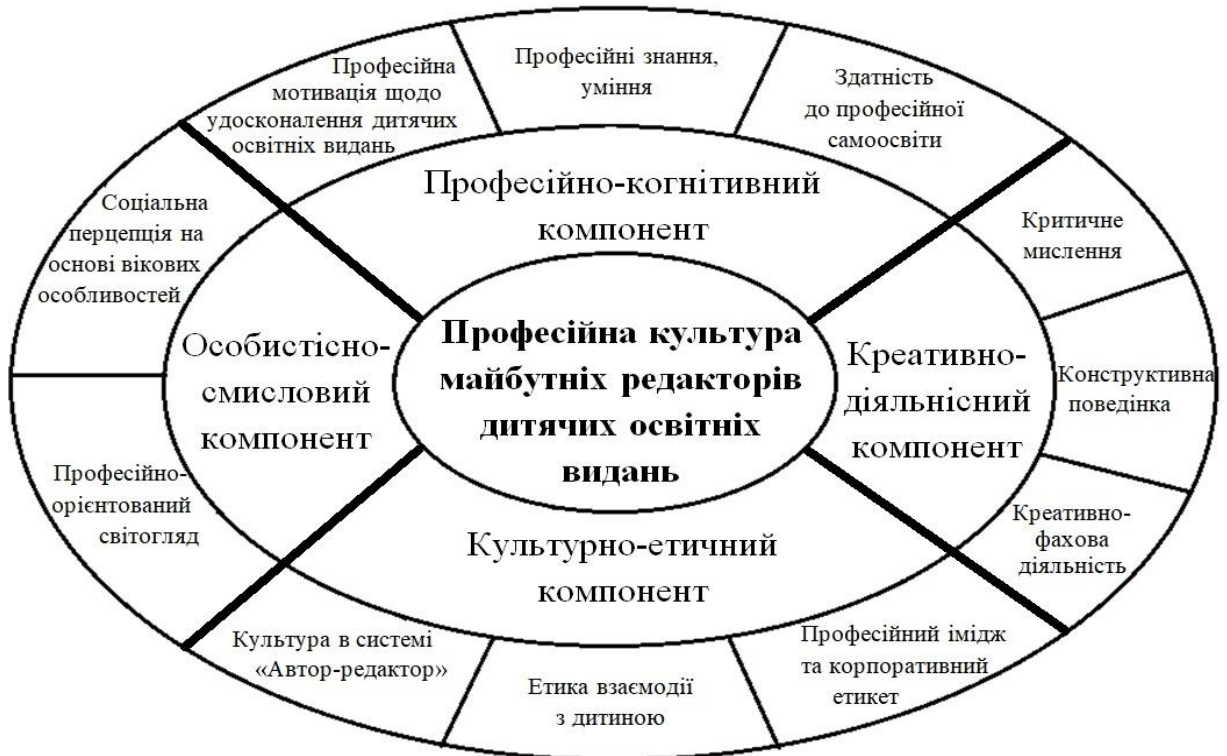 Професійна
мотивація щодо
удосконалення дитячих
освітніх видань
Професійні знання,
уміння
Здатність
до професійної
самоосвіти
Професійно-когнітивний
компонент
Соціальна
перцепція на
основі вікових
особливостей
Критичне
мислення
Особистісно-
смисловий
компонент
Професійна культура
майбутніх редакторів
дитячих освітніх
видань
Креативно-
діяльнісний
компонент
Конструктивна
поведінка
Професійно-
орієнтований
світогляд
Креативно-
фахова
діяльність
Культурно-етичний
компонент
Культура в системі
«Автор-редактор»
Етика взаємодії
з дитиною
Професійний імідж
та корпоративний
етикет